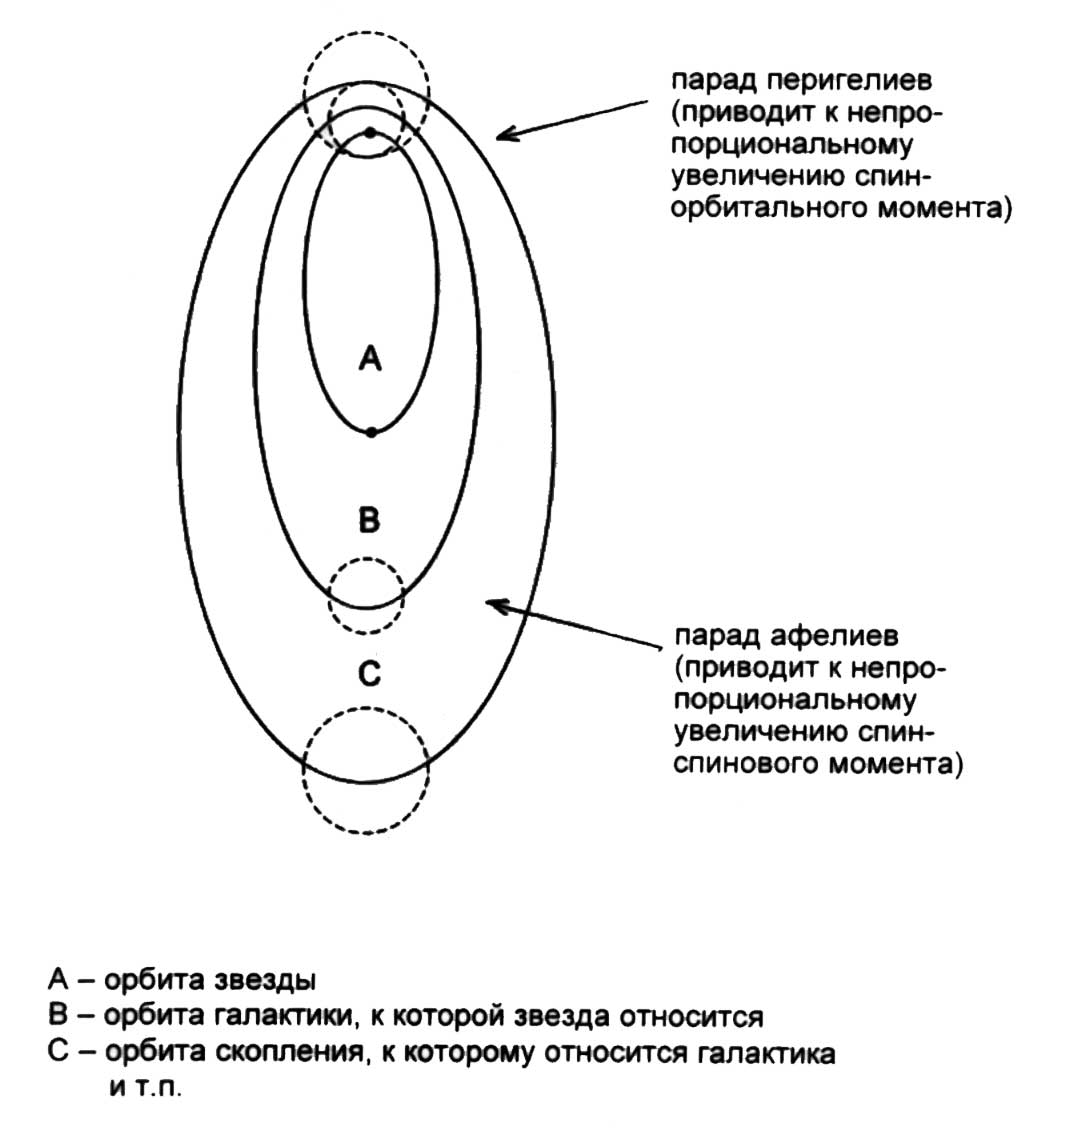 парад перигелиев
(приводит к непро-
порциональному
увеличению спин-
орбитального момента)
A
B
парад афелиев
(приводит к непро-
порциональному
увеличению спин-
спинового момента)
C
A – орбита звезды
B – орбита галактики, к которой звезда относится
C – орбита скопления, к которому относится галактика
и т.п.